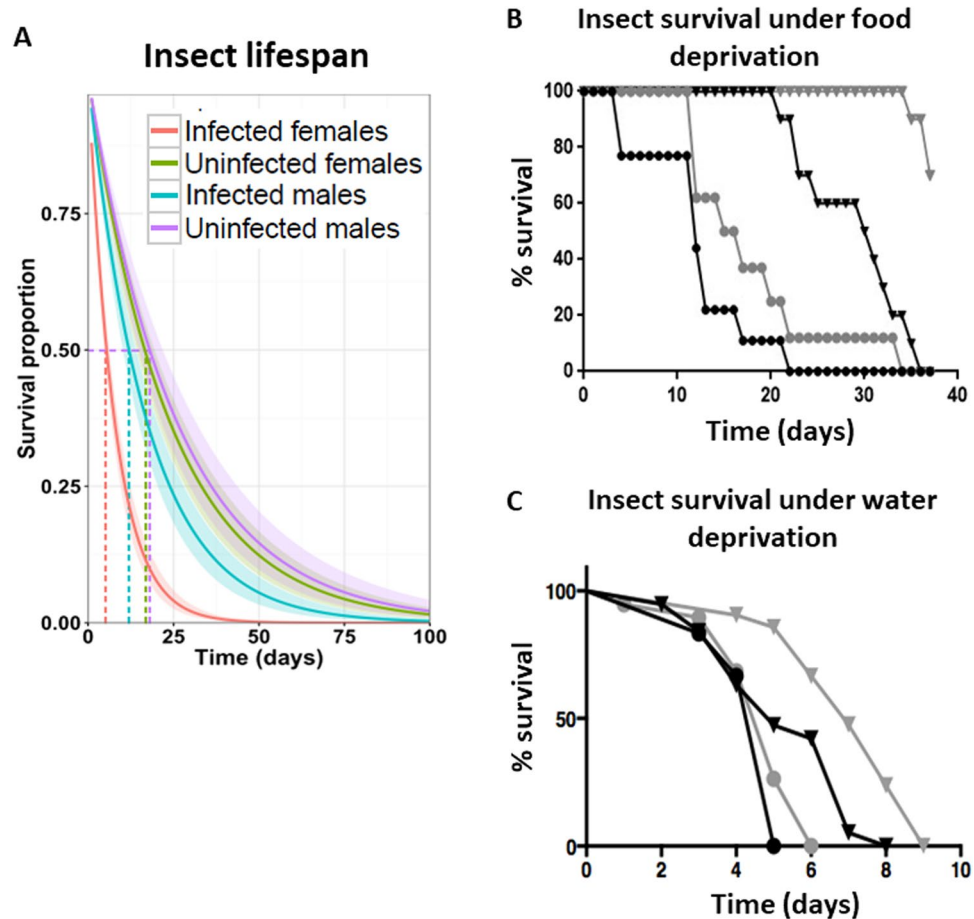 A
Insect lifespan
Infected females
Uninfected females
Infected males
Uninfected males
0.75
0.50
0.25
0.00
Survival proportion
0
25
50
75
100
Time (days)
B
Insect survival under food
deprivation
100
80
60
40
20
0
% survival
0
10
20
30
40
Time (days)
C
Insect survival under water
deprivation
100
50
0
% survival
0
2
4
6
8
10
Time (days)